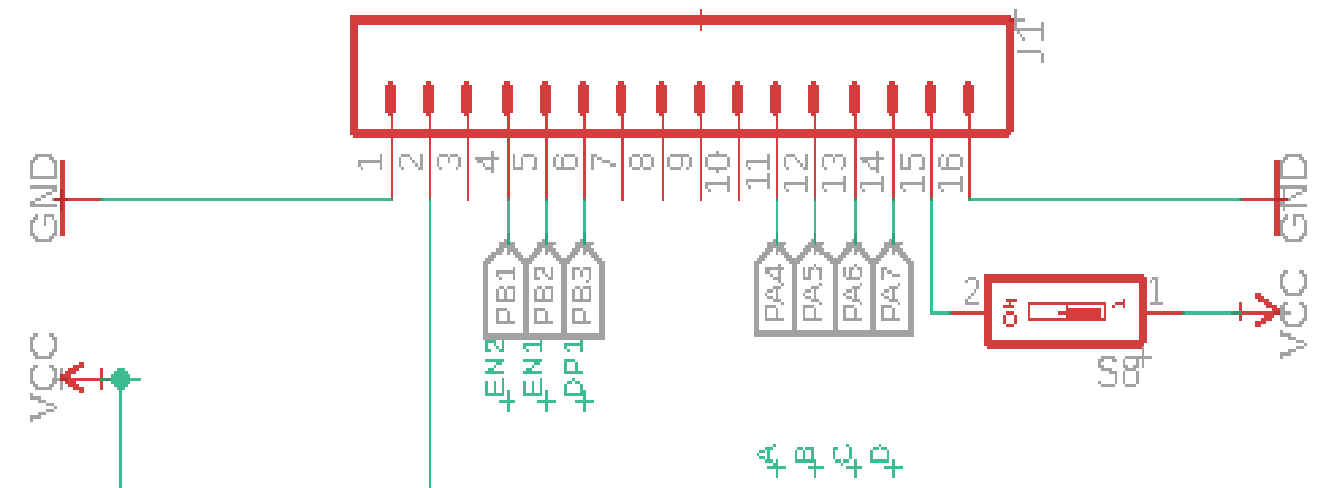 J1
1 2 3 4 5 6 7 8 9 10 11 12 13 14 15 16
GND
GND
PB1 PB2 PB3
PA4 PA5 PA6 PA7
2
ON
1
1
VCC
S8
VCC
EN2 EN1 DP1
A B C D